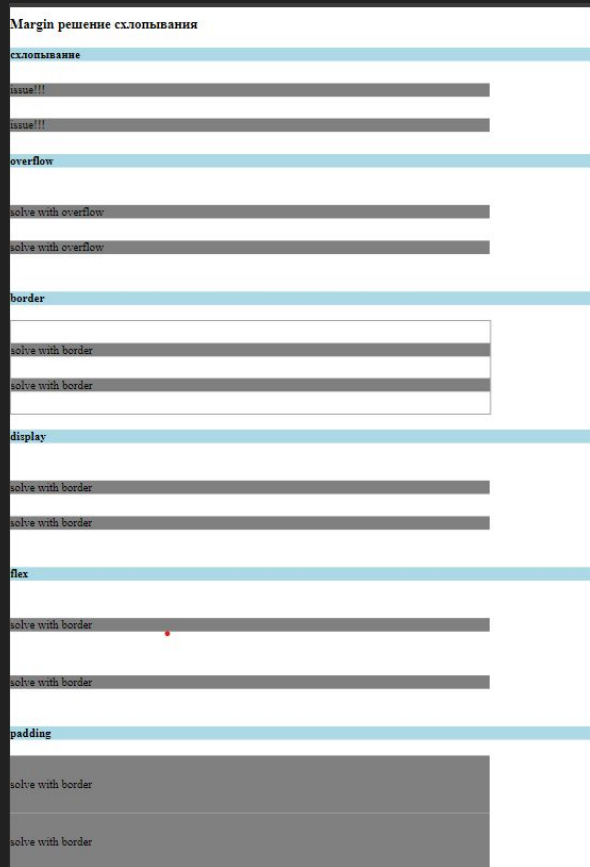 Margin решение схлопывания
схлопывание
issue!!!
issue!!!
overflow
solve with overflow
solve with overflow
border
solve with border
solve with border
display
solve with border
solve with border
flex
solve with border
solve with border
padding
solve with border
solve with border